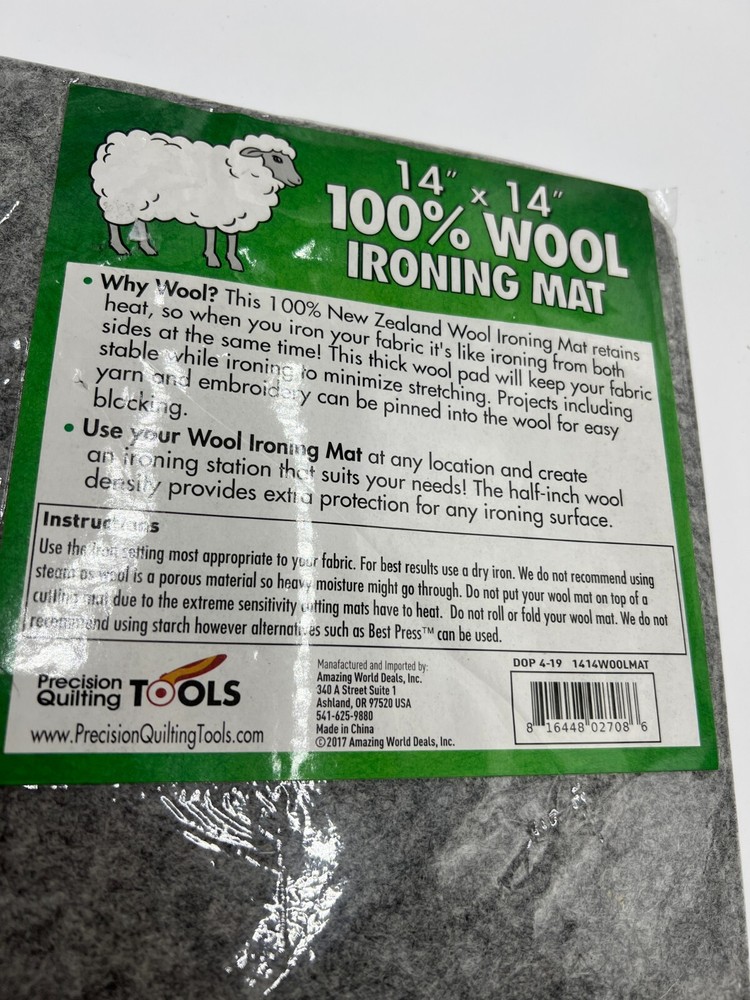 14" x 14"
100% WOOL
IRONING MAT
• Why Wool? This 100% New Zealand Wool Ironing Mat retains
heat, so when you iron your fabric it's like ironing from both
sides at the same time! This thick wool pad will keep your fabric
stable while ironing to minimize stretching. Projects including
yarn and embroidery can be pinned into the wool for easy
blocking.
• Use your Wool Ironing Mat at any location and create
an ironing station that suits your needs! The half-inch wool
density provides extra protection for any ironing surface.
Instructions
Use the iron setting most appropriate to your fabric. For best results use a dry iron. We do not recommend using
steam as wool is a porous material so heavy moisture might go through. Do not put your wool mat on top of a
cutting mat due to the extreme sensitivity cutting mats have to heat. Do not roll or fold your wool mat. We do not
recommend using starch however alternatives such as Best Press™ can be used.
Precision
Quilting TOOLS
www.PrecisionQuiltingTools.com
Manufactured and Imported by:
Amazing World Deals, Inc.
340 A Street Suite 1
Ashland, OR 97520 USA
541-625-9880
Made in China
©2017 Amazing World Deals, Inc.
DOP 4-19 1414WOOLMAT
8 16448 02708 6